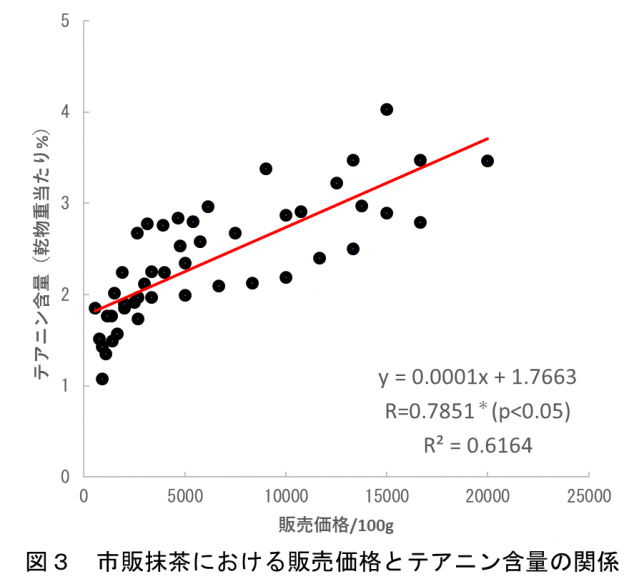 5
4
3
2
1
0
テアニン含量（乾物重当たり%）
y = 0.0001x + 1.7663
R=0.7851＊(p<0.05)
R² = 0.6164
0 5000 10000 15000 20000 25000
販売価格/100g
図３　市販抹茶における販売価格とテアニン含量の関係